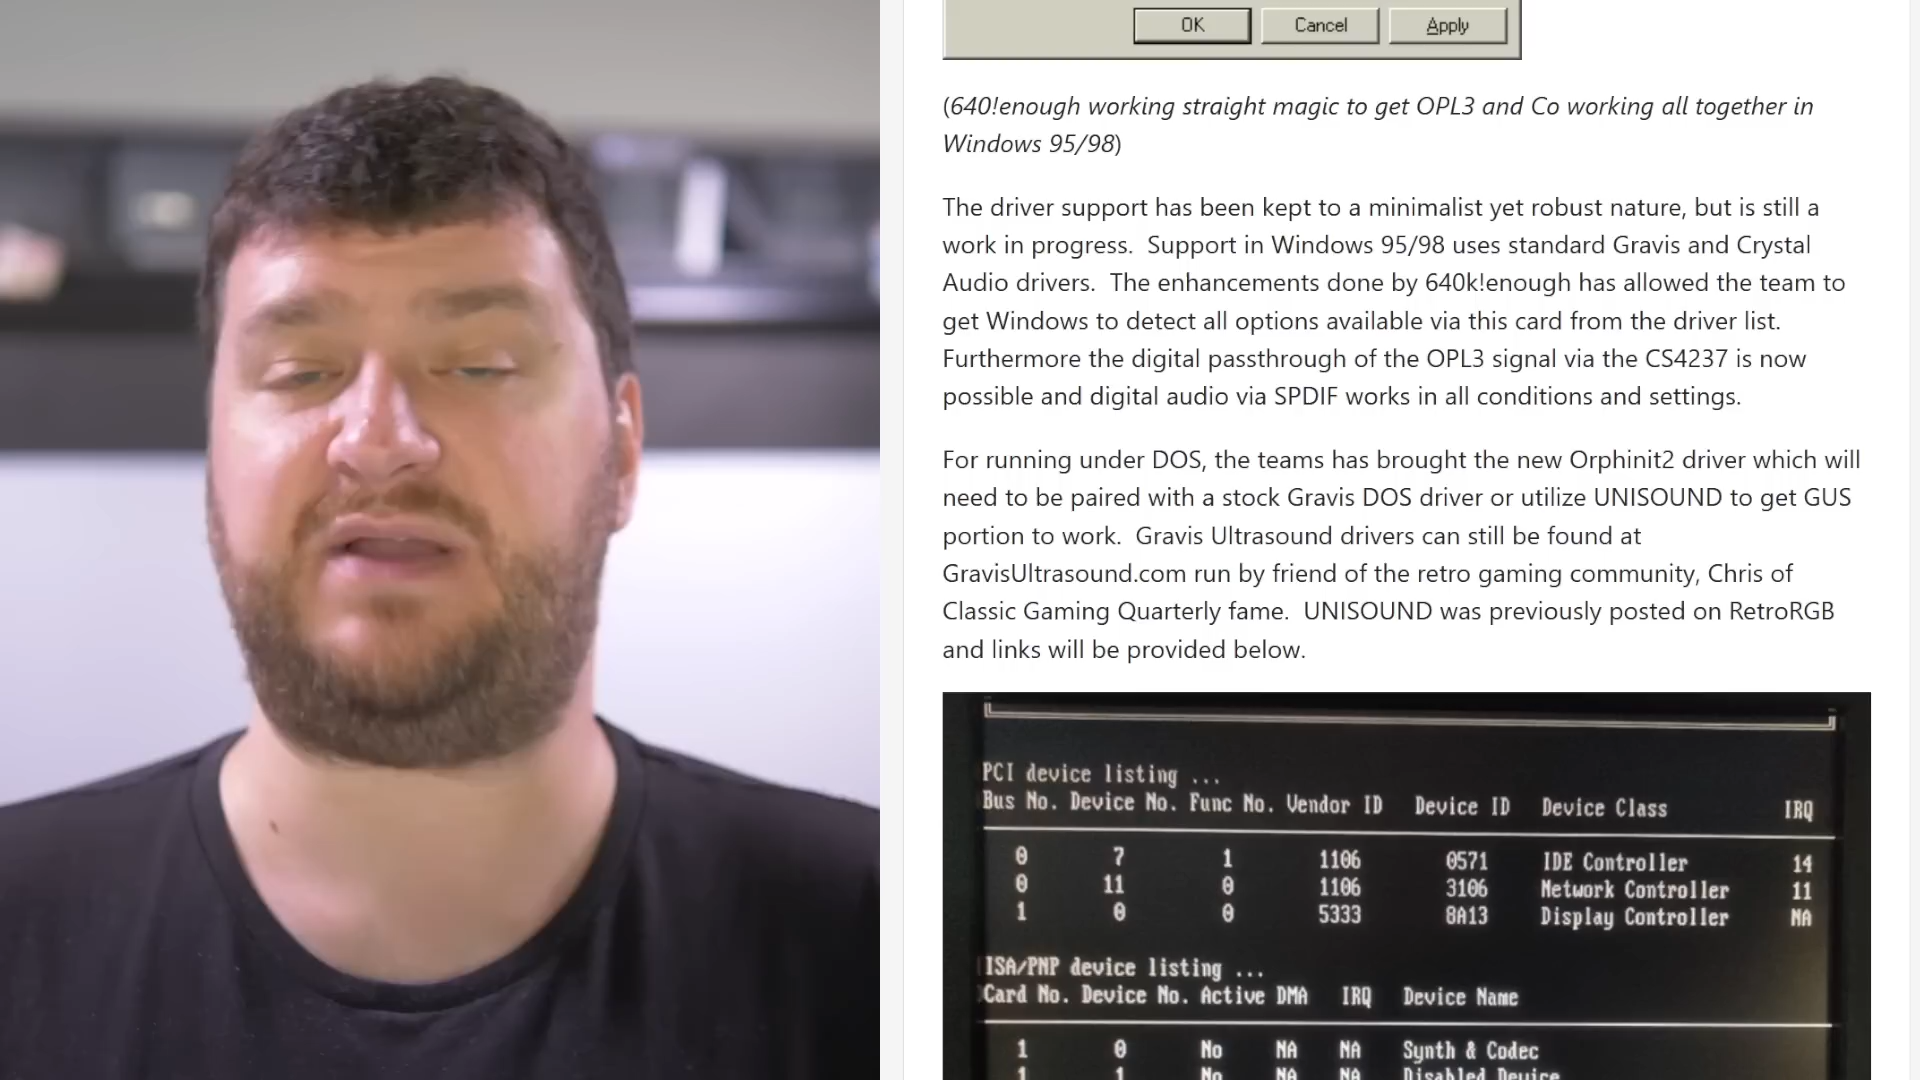 OK Cancel Apply
(640!enough working straight magic to get OPL3 and Co working all together in
Windows 95/98)
The driver support has been kept to a minimalist yet robust nature, but is still a
work in progress.  Support in Windows 95/98 uses standard Gravis and Crystal
Audio drivers.  The enhancements done by 640k!enough has allowed the team to
get Windows to detect all options available via this card from the driver list.
Furthermore the digital passthrough of the OPL3 signal via the CS4237 is now
possible and digital audio via SPDIF works in all conditions and settings.
For running under DOS, the teams has brought the new Orphinit2 driver which will
need to be paired with a stock Gravis DOS driver or utilize UNISOUND to get GUS
portion to work.  Gravis Ultrasound drivers can still be found at
GravisUltrasound.com run by friend of the retro gaming community, Chris of
Classic Gaming Quarterly fame.  UNISOUND was previously posted on RetroRGB
and links will be provided below.
PCI device listing ...
Bus No. Device No. Func No. Vendor ID Device ID Device Class IRQ
0 7 1 1106 0571 IDE Controller 14
0 11 0 1106 3106 Network Controller 11
1 0 0 5333 8A13 Display Controller NA
ISA/PNP device listing ...
Card No. Device No. Active DMA IRQ Device Name
1 0 No NA NA Synth & Codec
1 1 No NA NA Disabled Device